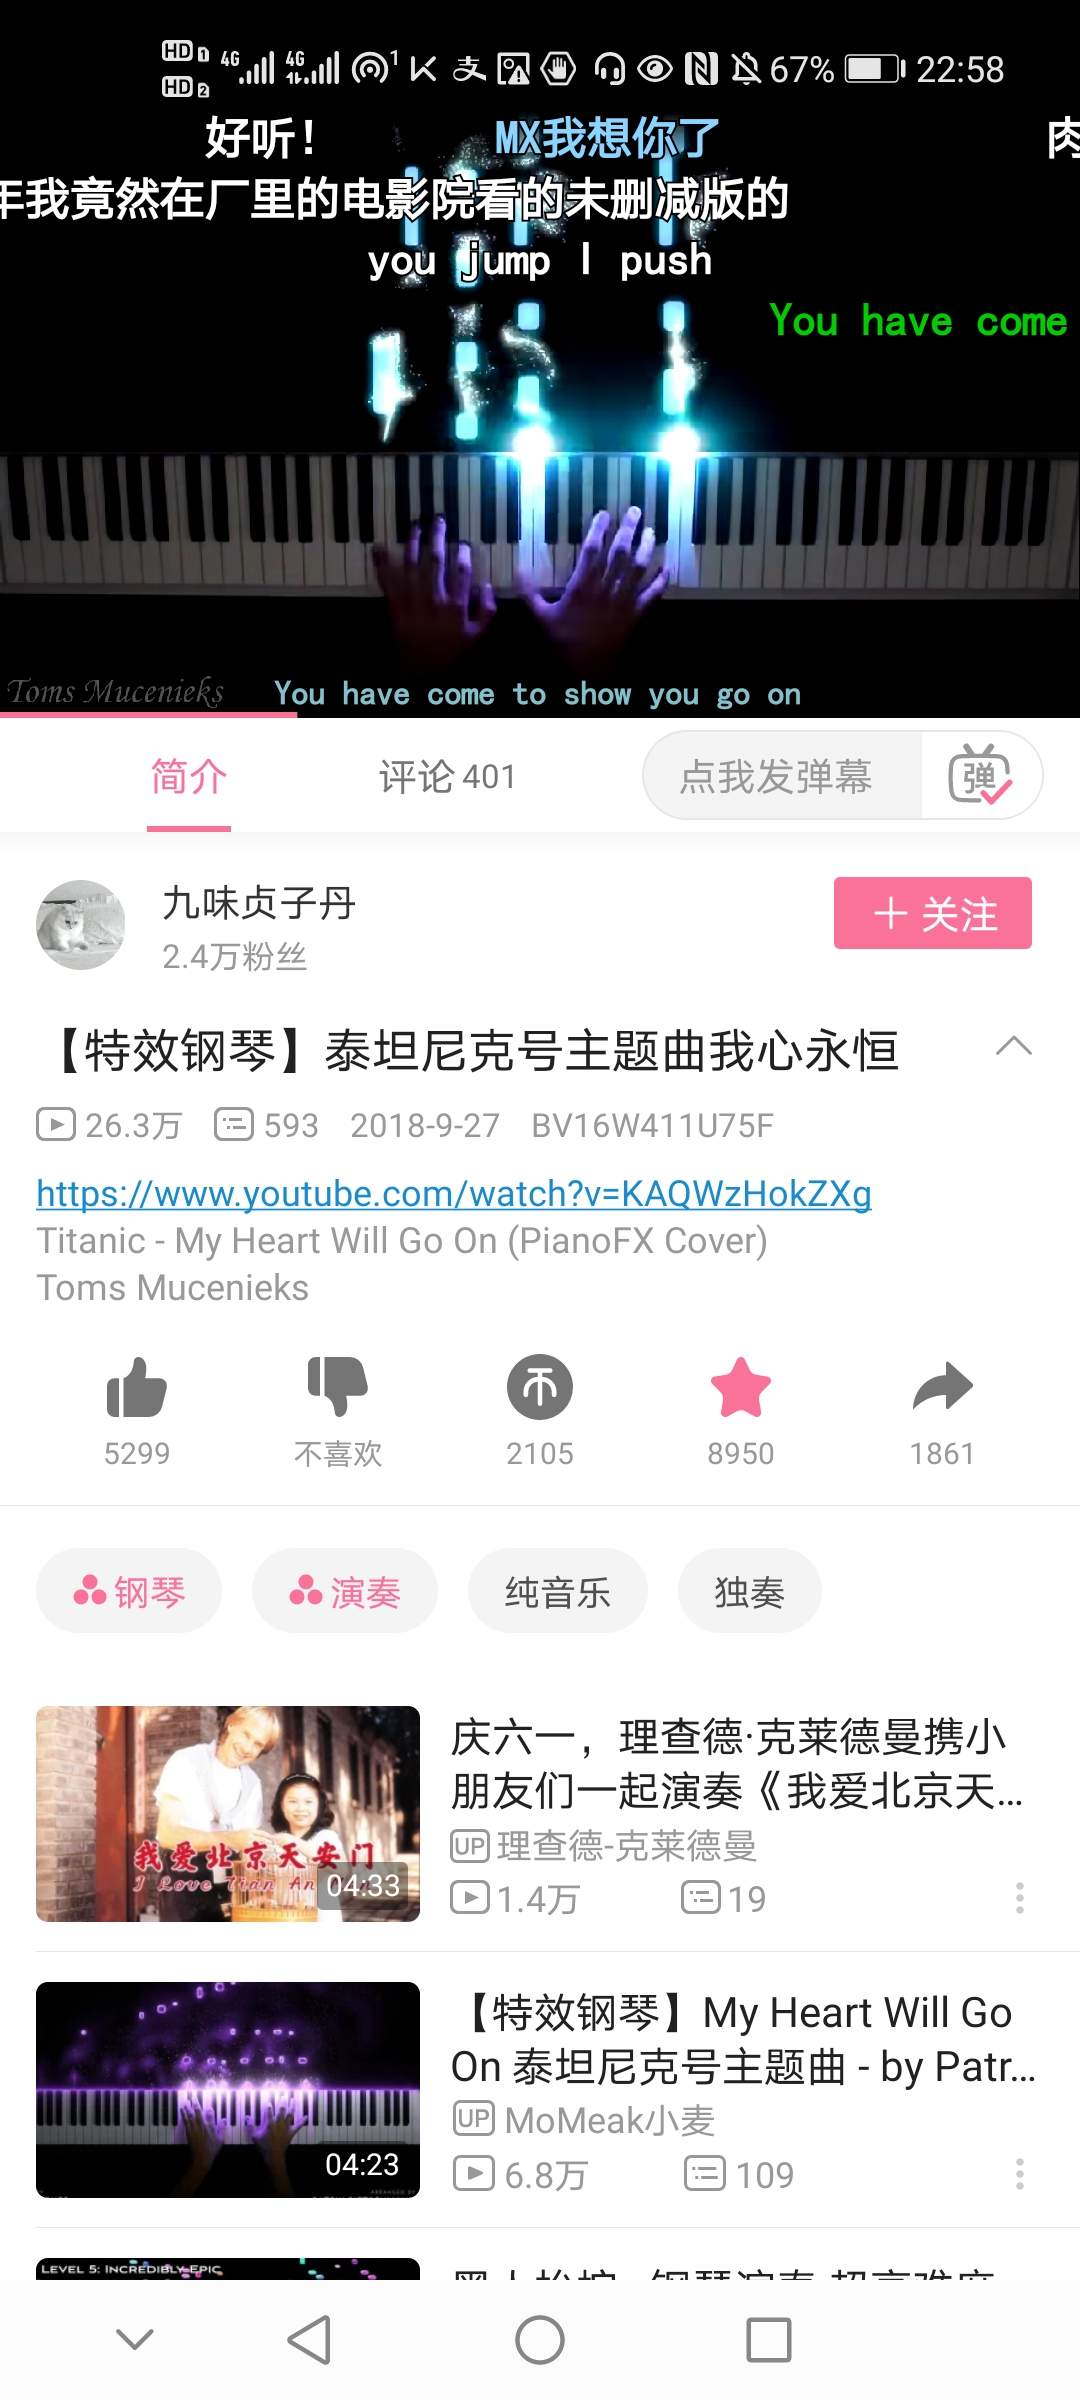 HD 1 4G 4G 1 67% 22:58
HD 2
好听！ MX我想你了 肉
年我竟然在厂里的电影院看的未删减版的
you jump I push
You have come
Toms Mucenieks You have come to show you go on
简介 评论 401 点我发弹幕 弹
九味贞子丹 关注
2.4万粉丝
【特效钢琴】泰坦尼克号主题曲我心永恒
26.3万 593 2018-9-27 BV16W411U75F
https://www.youtube.com/watch?v=KAQWzHokZXg
Titanic - My Heart Will Go On (PianoFX Cover)
Toms Mucenieks
5299 不喜欢 2105 8950 1861
钢琴 演奏 纯音乐 独奏
庆六一，理查德·克莱德曼携小
朋友们一起演奏《我爱北京天...
我爱北京天安门
I Love Tian An
04:33
UP 理查德-克莱德曼
1.4万 19
【特效钢琴】My Heart Will Go
On 泰坦尼克号主题曲 - by Patr...
04:23
UP MoMeak小麦
6.8万 109
LEVEL 5: INCREDIBLY EPIC